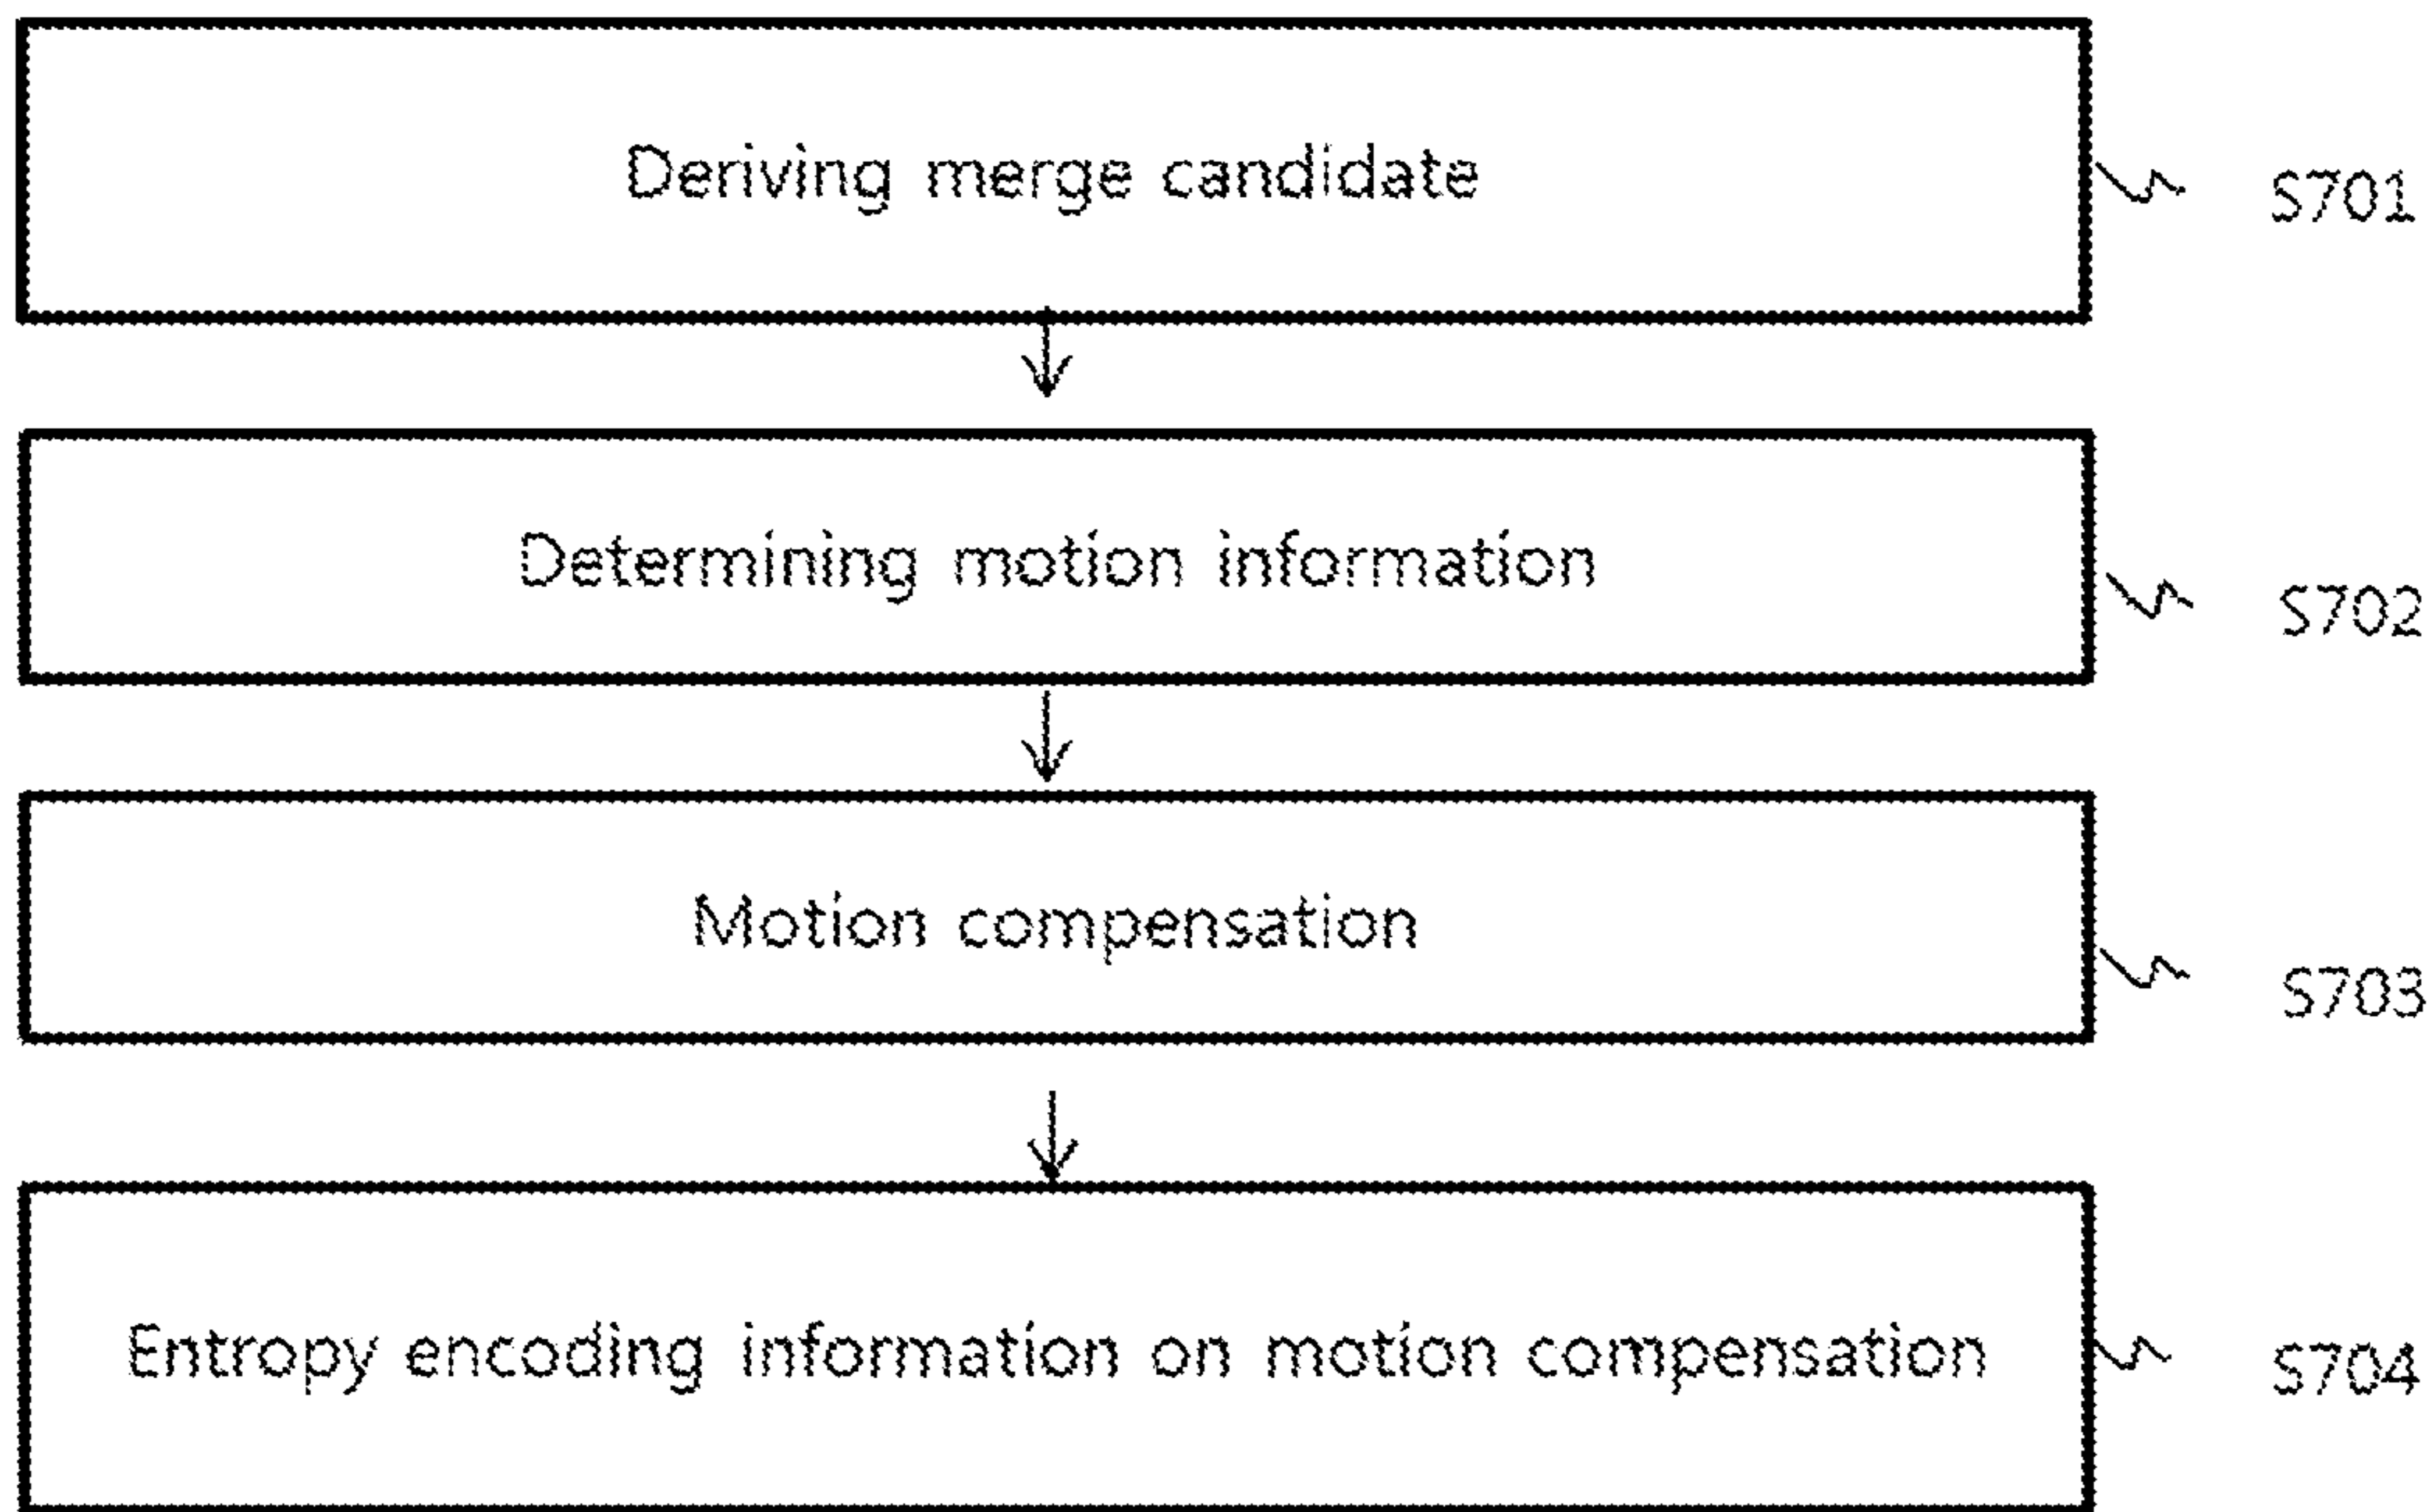 Deriving merge candidate
S701
Determining motion information
S702
Motion compensation
S703
Entropy encoding information on motion compensation
S704